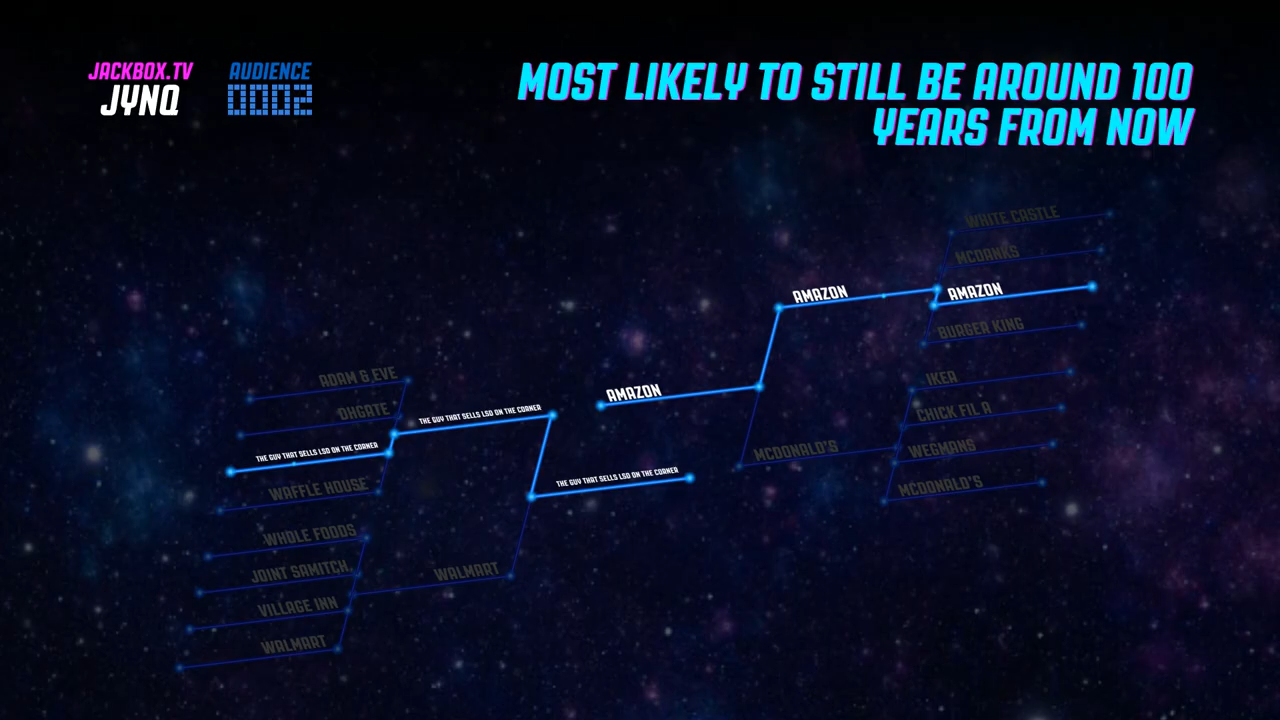 JACKBOX.TV
JYNQ
AUDIENCE
0002
MOST LIKELY TO STILL BE AROUND 100
YEARS FROM NOW
ADAM & EVE
DHGATE
THE GUY THAT SELLS LSD ON THE CORNER
WAFFLE HOUSE
WHOLE FOODS
JOINT SAMITCH.
VILLAGE INN
WALMART
THE GUY THAT SELLS LSD ON THE CORNER
WALMART
THE GUY THAT SELLS LSD ON THE CORNER
AMAZON
AMAZON
MCDONALD'S
WHITE CASTLE
MCDANKS
AMAZON
BURGER KING
IKEA
CHICK FIL A
WEGMANS
MCDONALD'S